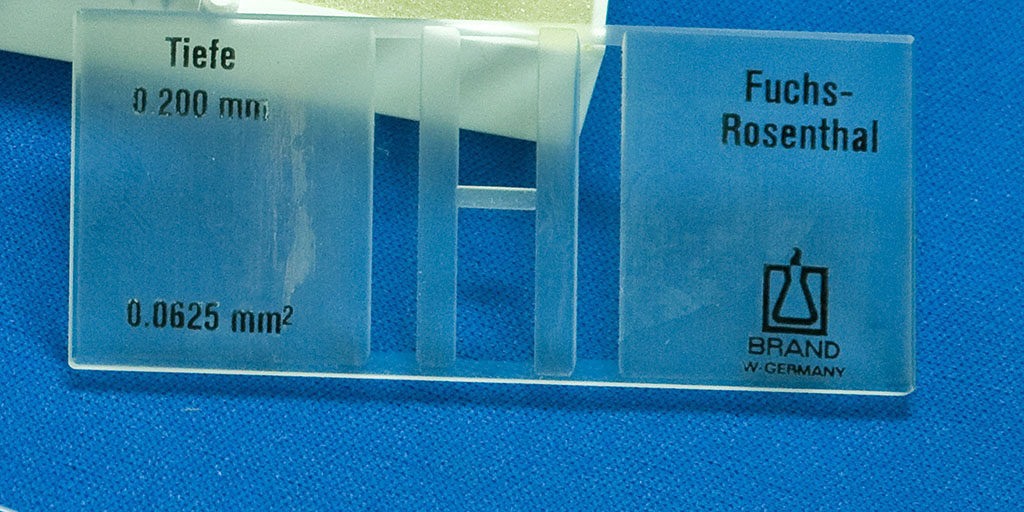 Tiefe
0.200 mm
0.0625 mm²
Fuchs-
Rosenthal
BRAND
W-GERMANY